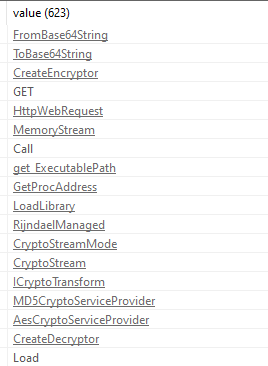 value (623)
FromBase64String
ToBase64String
CreateEncryptor
GET
HttpWebRequest
MemoryStream
Call
get_ExecutablePath
GetProcAddress
LoadLibrary
RijndaelManaged
CryptoStreamMode
CryptoStream
ICryptoTransform
MD5CryptoServiceProvider
AesCryptoServiceProvider
CreateDecryptor
Load